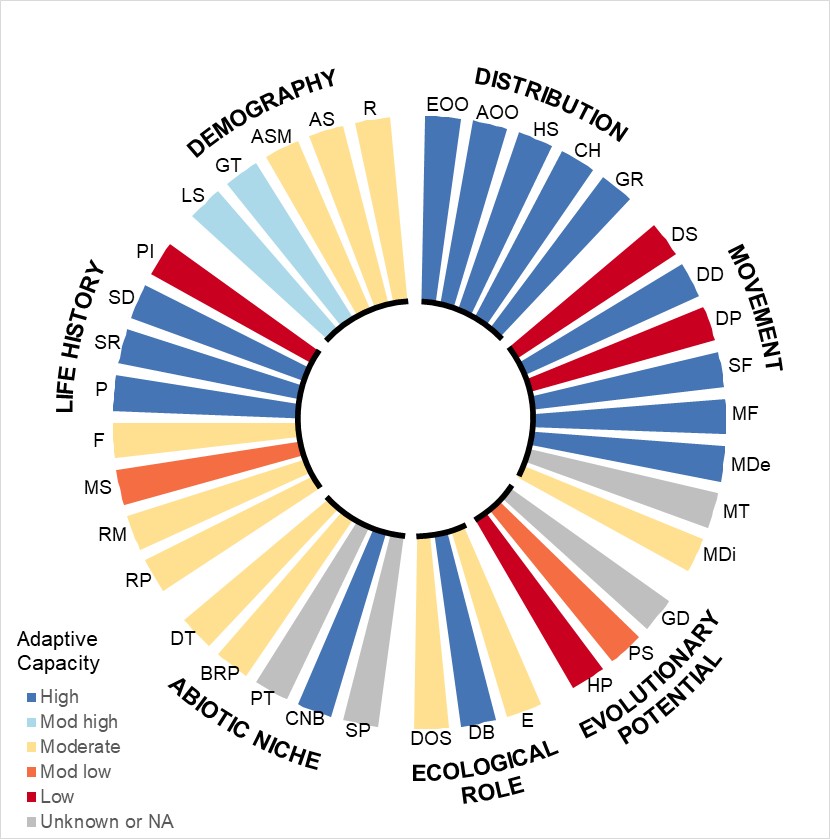 DEMOGRAPHY
DISTRIBUTION
MOVEMENT
EVOLUTIONARY
POTENTIAL
ECOLOGICAL
ROLE
ABIOTIC NICHE
LIFE HISTORY
EOO
AOO
HS
CH
GR
DS
DD
DP
SF
MF
MDe
MT
MDi
GD
PS
HP
E
DB
DOS
SP
CNB
PT
BRP
DT
RP
RM
MS
F
P
SR
SD
PI
LS
GT
ASM
AS
R
Adaptive
Capacity
High
Mod high
Moderate
Mod low
Low
Unknown or NA